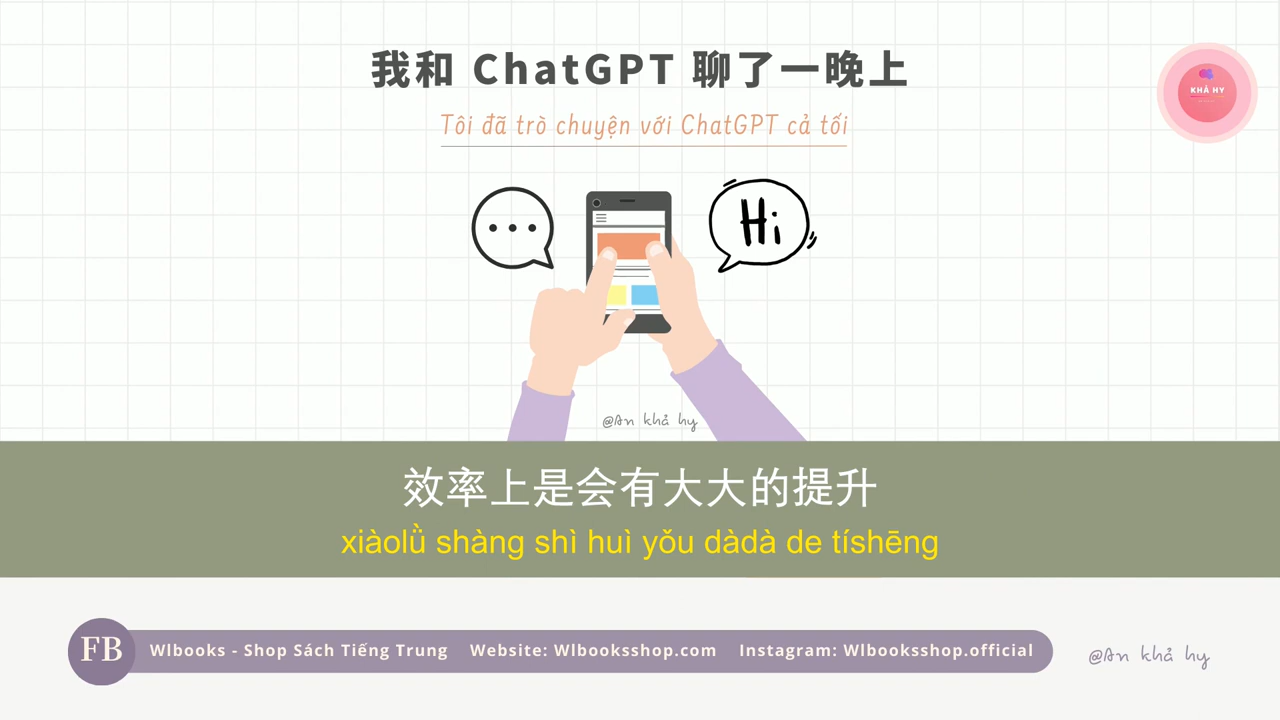 我和 ChatGPT 聊了一晚上
KHẢ HY
Tôi đã trò chuyện với ChatGPT cả tối
Hi
@An khả hy
效率上是会有大大的提升
xiàolǜ shàng shì huì yǒu dàdà de tíshēng
FB Wlbooks - Shop Sách Tiếng Trung Website: Wlbooksshop.com Instagram: Wlbooksshop.official
@An khả hy